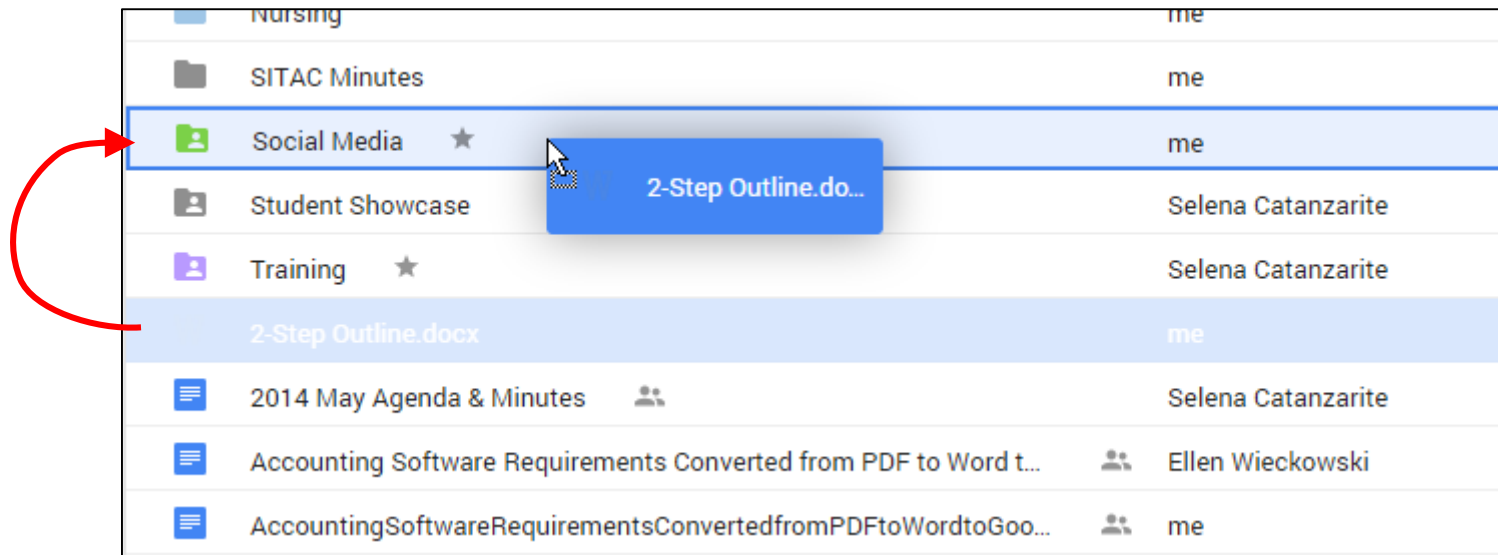 Nursing me
SITAC Minutes me
Social Media me
2-Step Outline.do...
Student Showcase Selena Catanzarite
Training Selena Catanzarite
2-Step Outline.docx me
2014 May Agenda & Minutes Selena Catanzarite
Accounting Software Requirements Converted from PDF to Word t... Ellen Wieckowski
AccountingSoftwareRequirementsConvertedfromPDFtoWordtoGoo... me